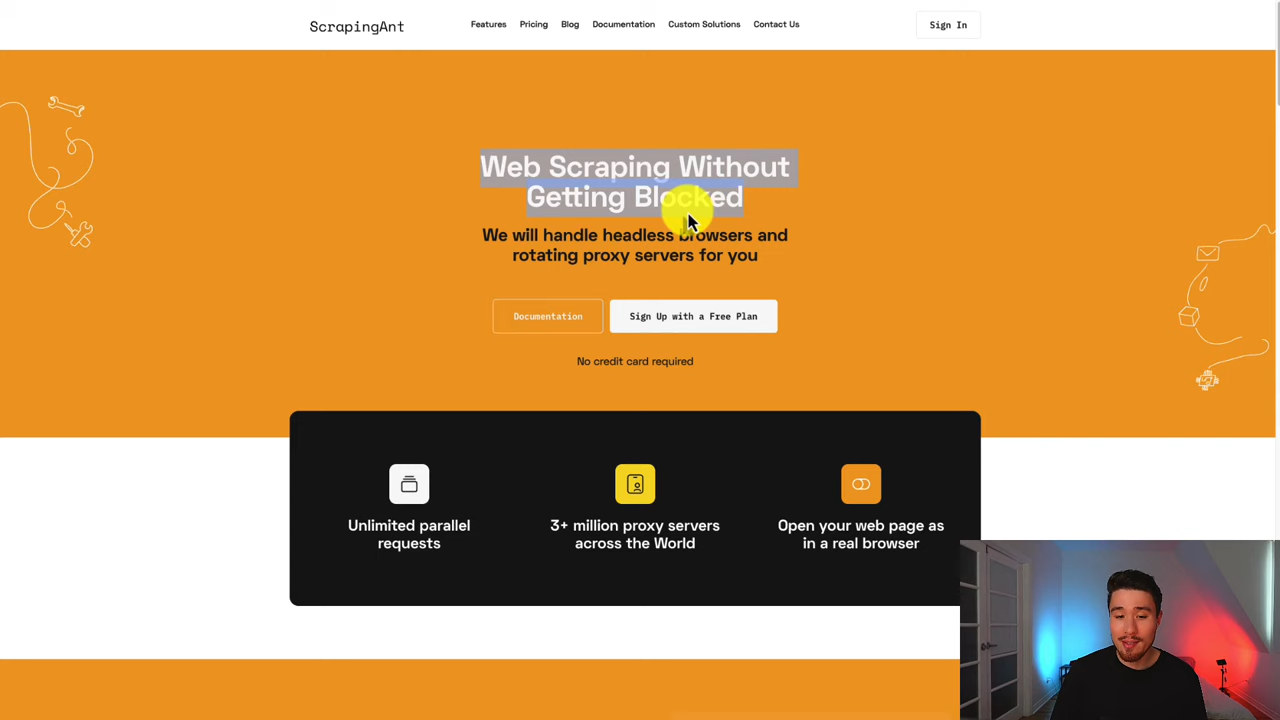 ScrapingAnt
Features
Pricing
Blog
Documentation
Custom Solutions
Contact Us
Sign In
Web Scraping Without
Getting Blocked
We will handle headless browsers and
rotating proxy servers for you
Documentation
Sign Up with a Free Plan
No credit card required
Unlimited parallel
requests
3+ million proxy servers
across the World
Open your web page as
in a real browser